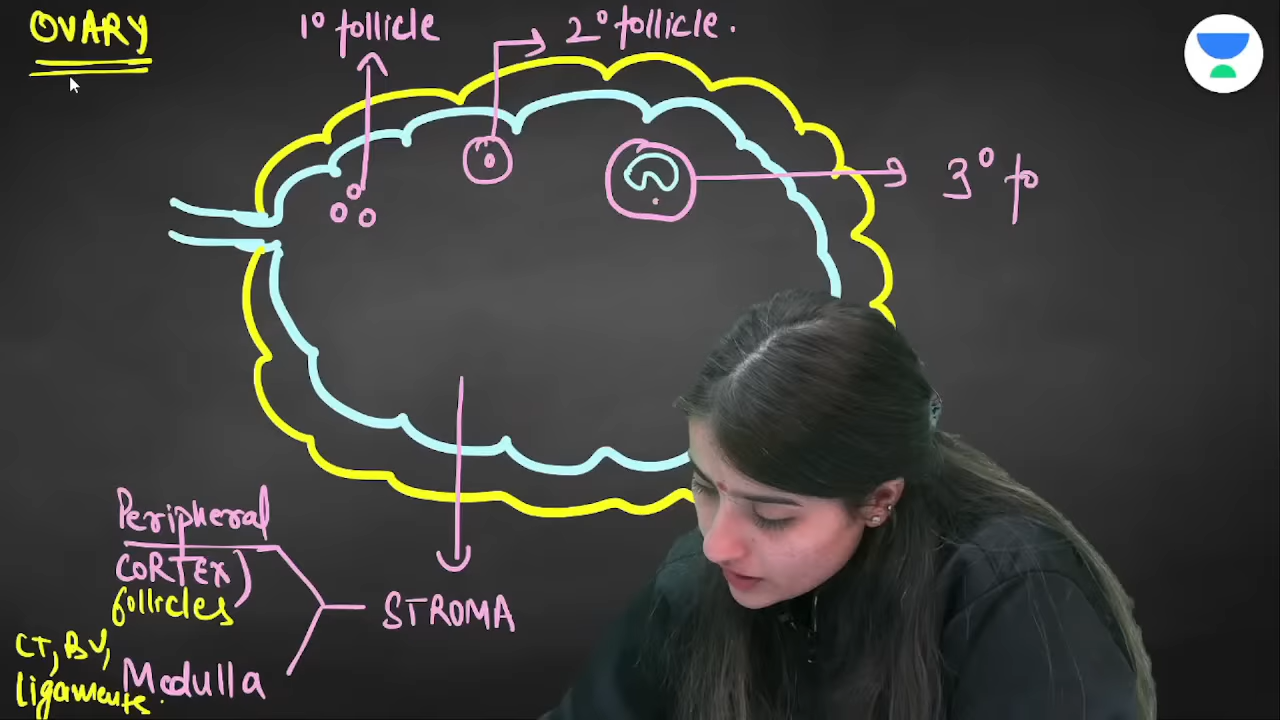 OVARY
1° follicle
2° follicle.
3° fo
Peripheral
CORTEX)
follicles
STROMA
CT, BV,
ligaments.
Medulla